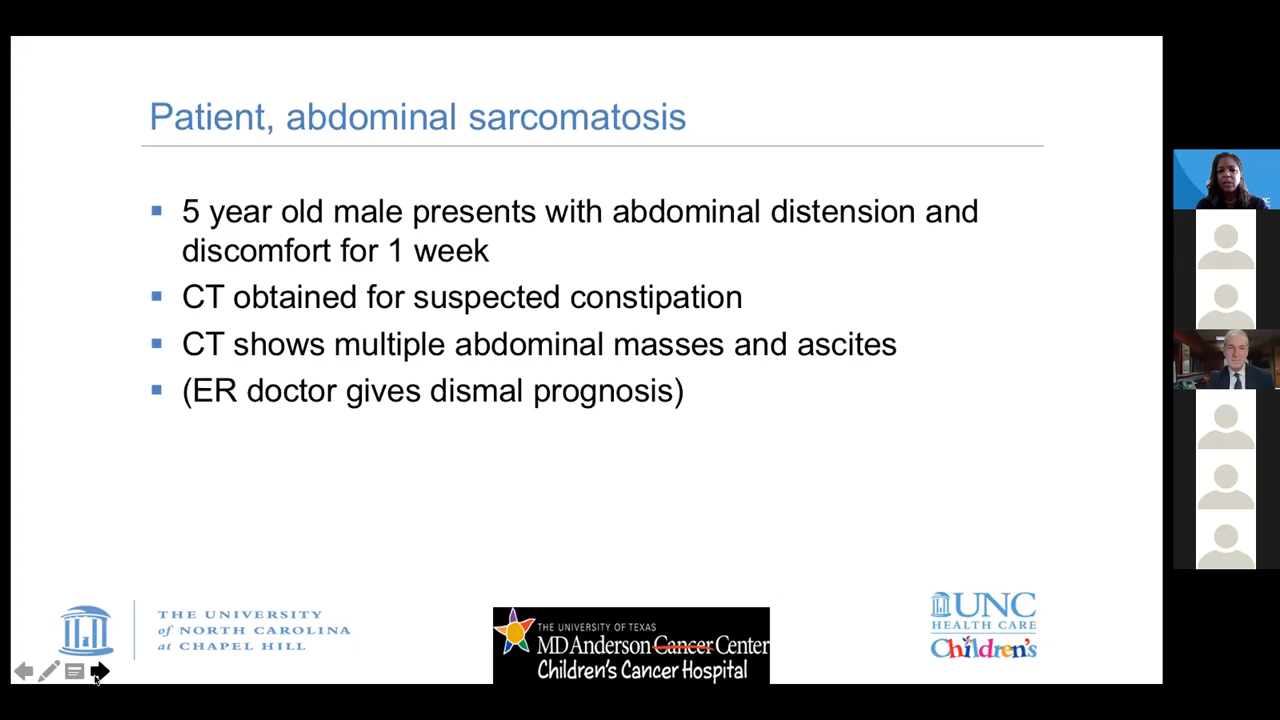 Patient, abdominal sarcomatosis
5 year old male presents with abdominal distension and
discomfort for 1 week
CT obtained for suspected constipation
CT shows multiple abdominal masses and ascites
(ER doctor gives dismal prognosis)
THE UNIVERSITY
of NORTH CAROLINA
at CHAPEL HILL
THE UNIVERSITY OF TEXAS
MD Anderson Cancer Center
Children's Cancer Hospital
UNC
HEALTH CARE
Children's